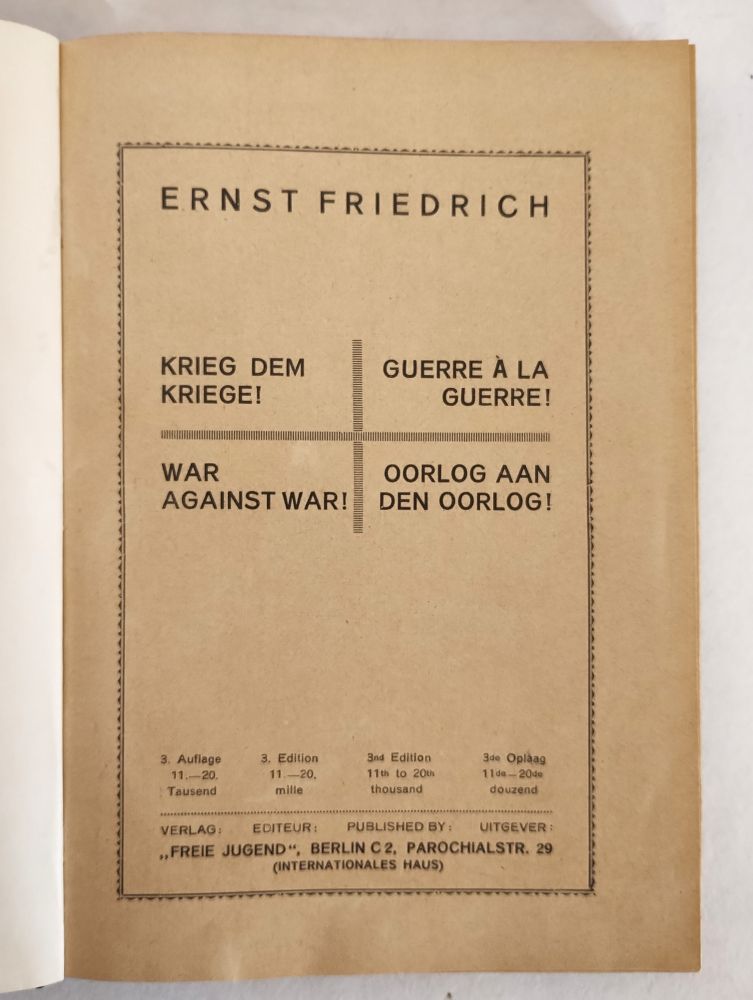 ERNST FRIEDRICH
KRIEG DEM
KRIEGE!
GUERRE À LA
GUERRE!
WAR
AGAINST WAR!
OORLOG AAN
DEN OORLOG!
3. Auflage
11.—20.
Tausend
3. Edition
11.—20.
mille
3nd Edition
11th to 20th
thousand
3de Oplaag
11de—20de
douzend
VERLAG: EDITEUR: PUBLISHED BY: UITGEVER:
„FREIE JUGEND“, BERLIN C 2, PAROCHIALSTR. 29
(INTERNATIONALES HAUS)